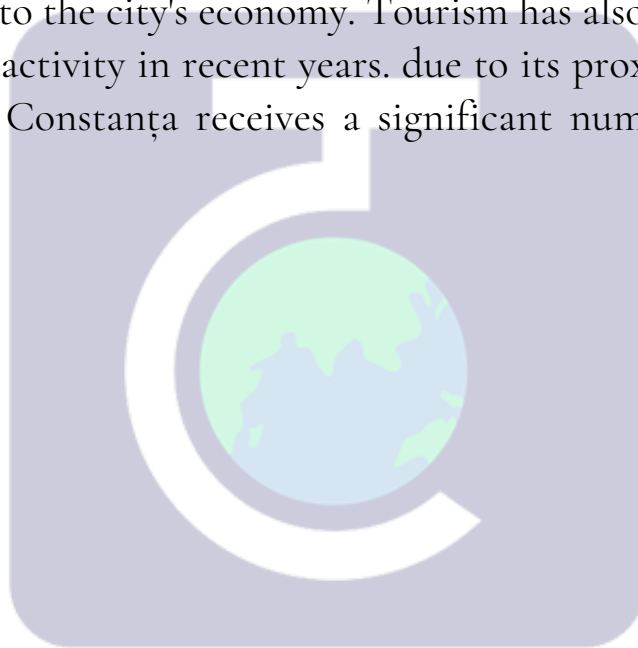 to the city's economy. Tourism has also
activity in recent years. due to its prox
Constanța receives a significant num